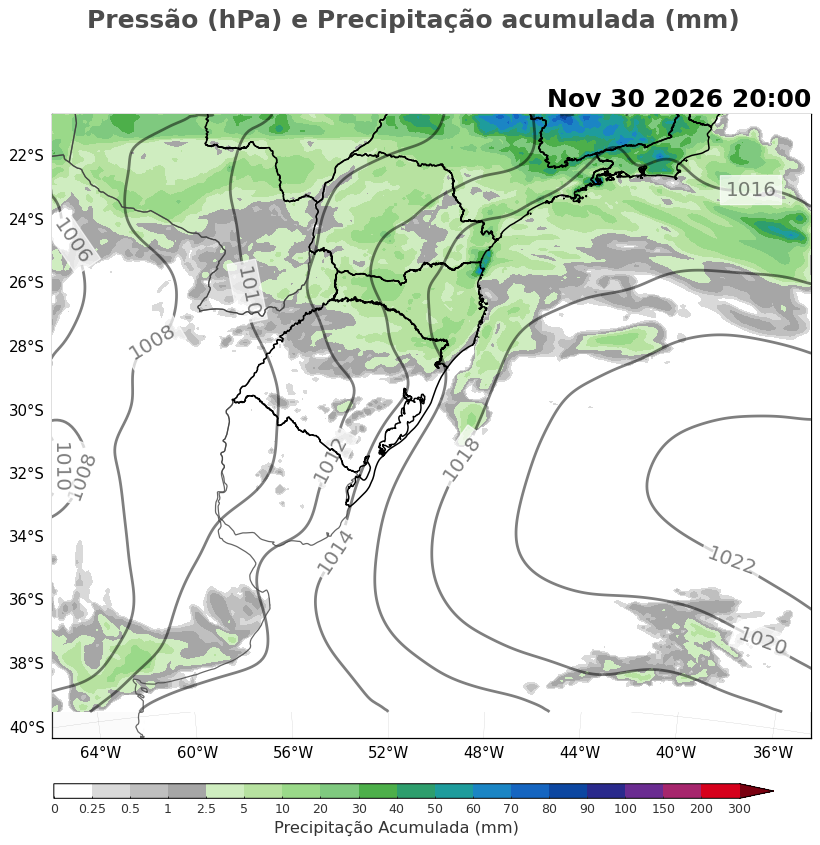 Pressão (hPa) e Precipitação acumulada (mm)
Nov 30 2026 20:00
22°S
24°S
26°S
28°S
30°S
32°S
34°S
36°S
38°S
40°S
1016
1006
1010
1008
1012
1018
1010
1008
1014
1022
1020
64°W 60°W 56°W 52°W 48°W 44°W 40°W 36°W
0 0.25 0.5 1 2.5 5 10 20 30 40 50 60 70 80 90 100 150 200 300
Precipitação Acumulada (mm)